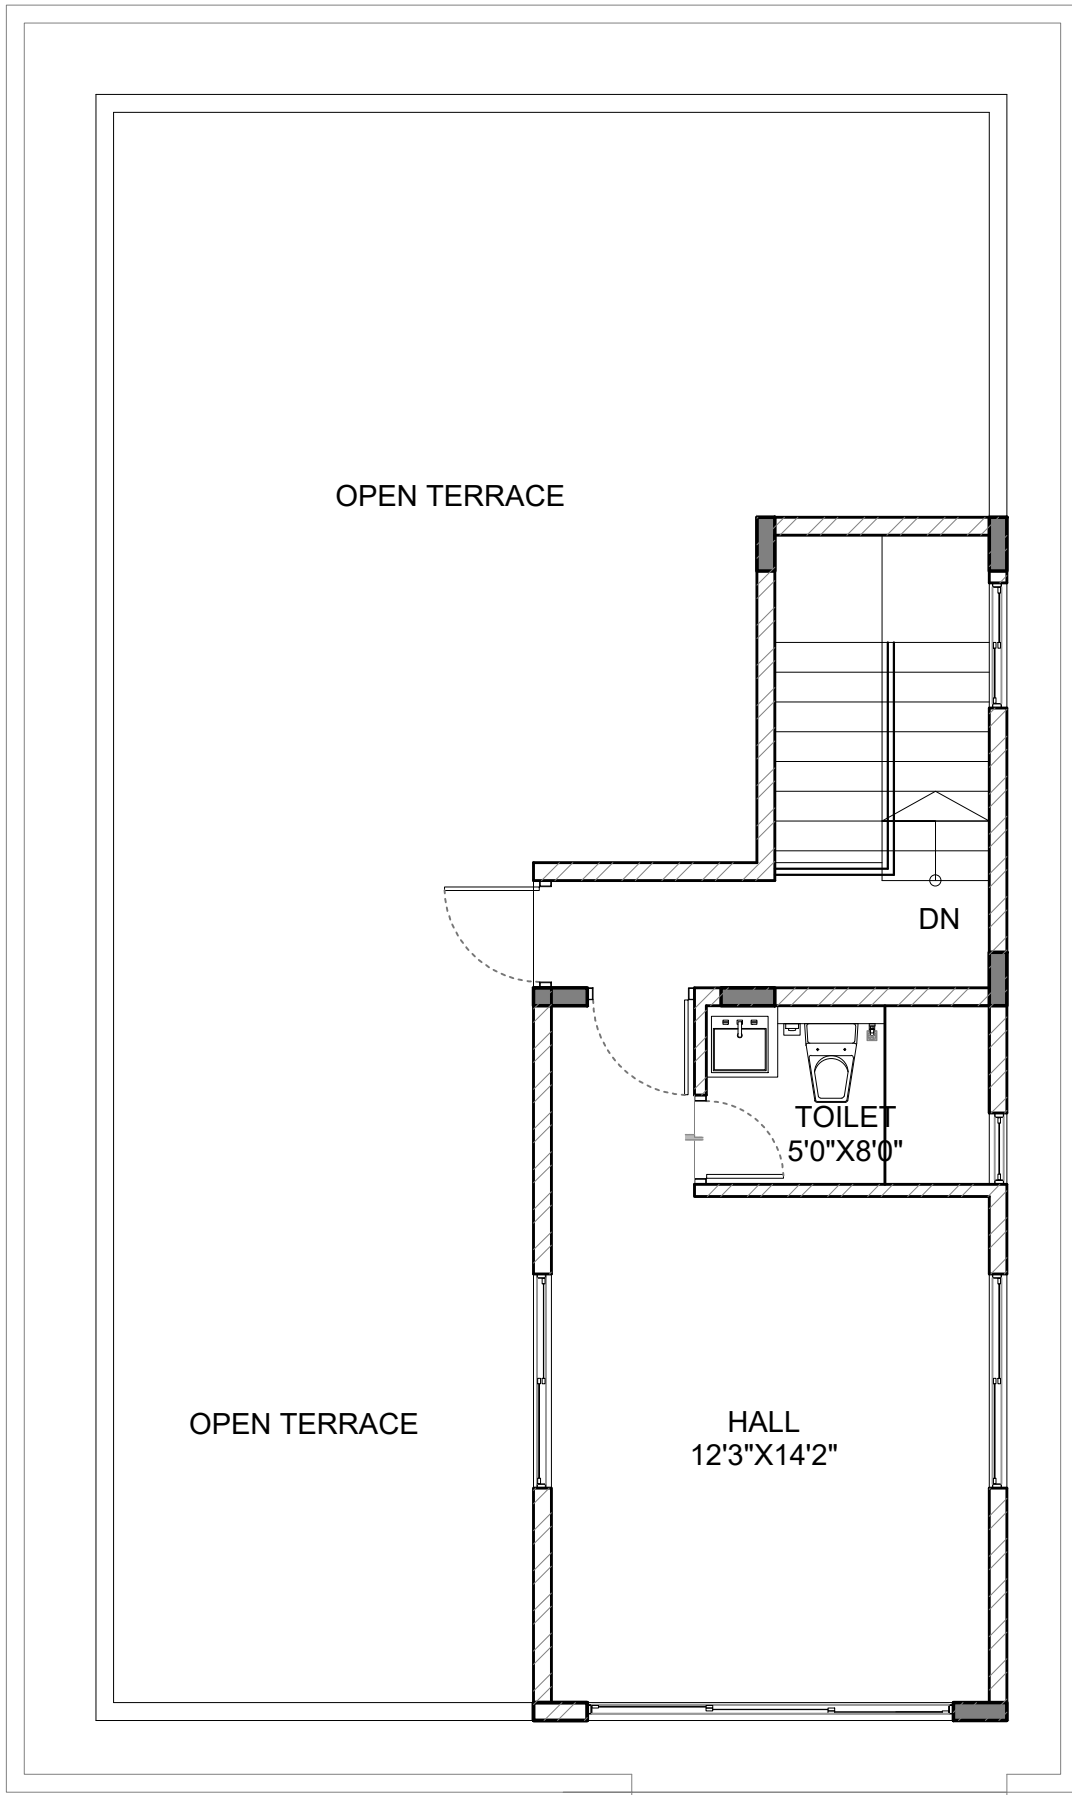 OPEN TERRACE
DN
TOILET
5'0"X8'0"
OPEN TERRACE
HALL
12'3"X14'2"